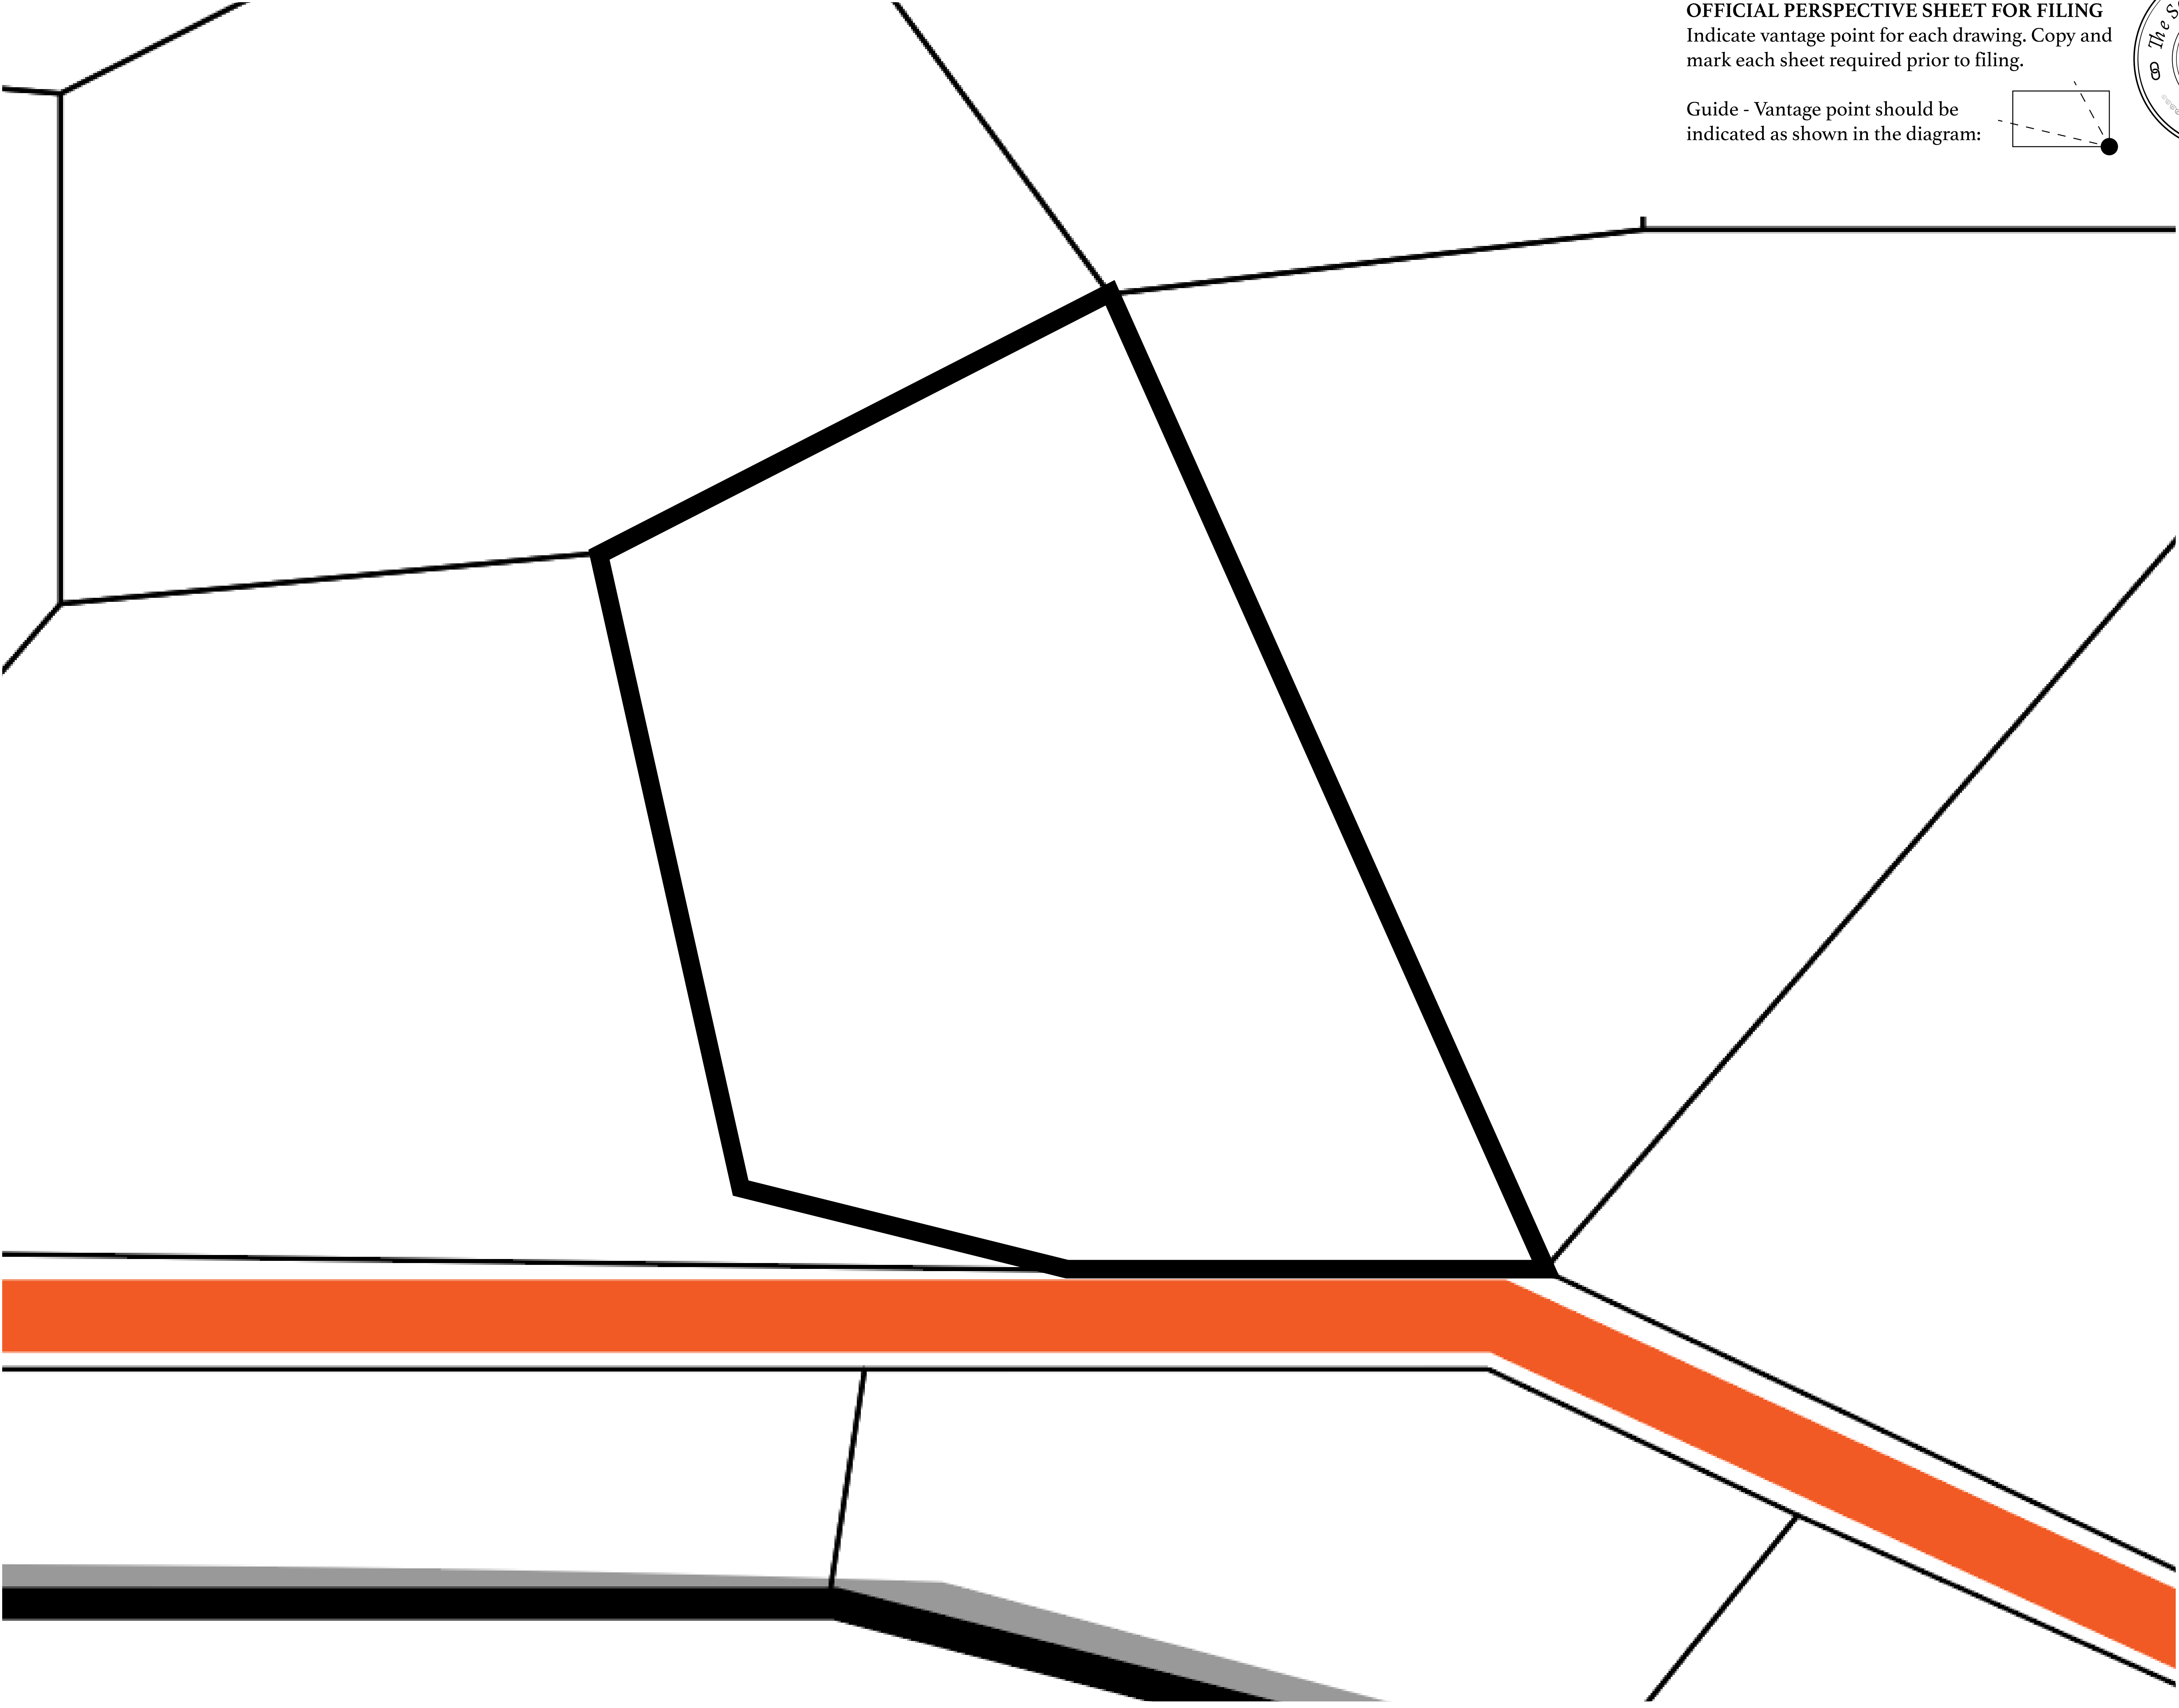 OFFICIAL PERSPECTIVE SHEET FOR FILING
Indicate vantage point for each drawing. Copy and
mark each sheet required prior to filing.
Guide - Vantage point should be
indicated as shown in the diagram:
The